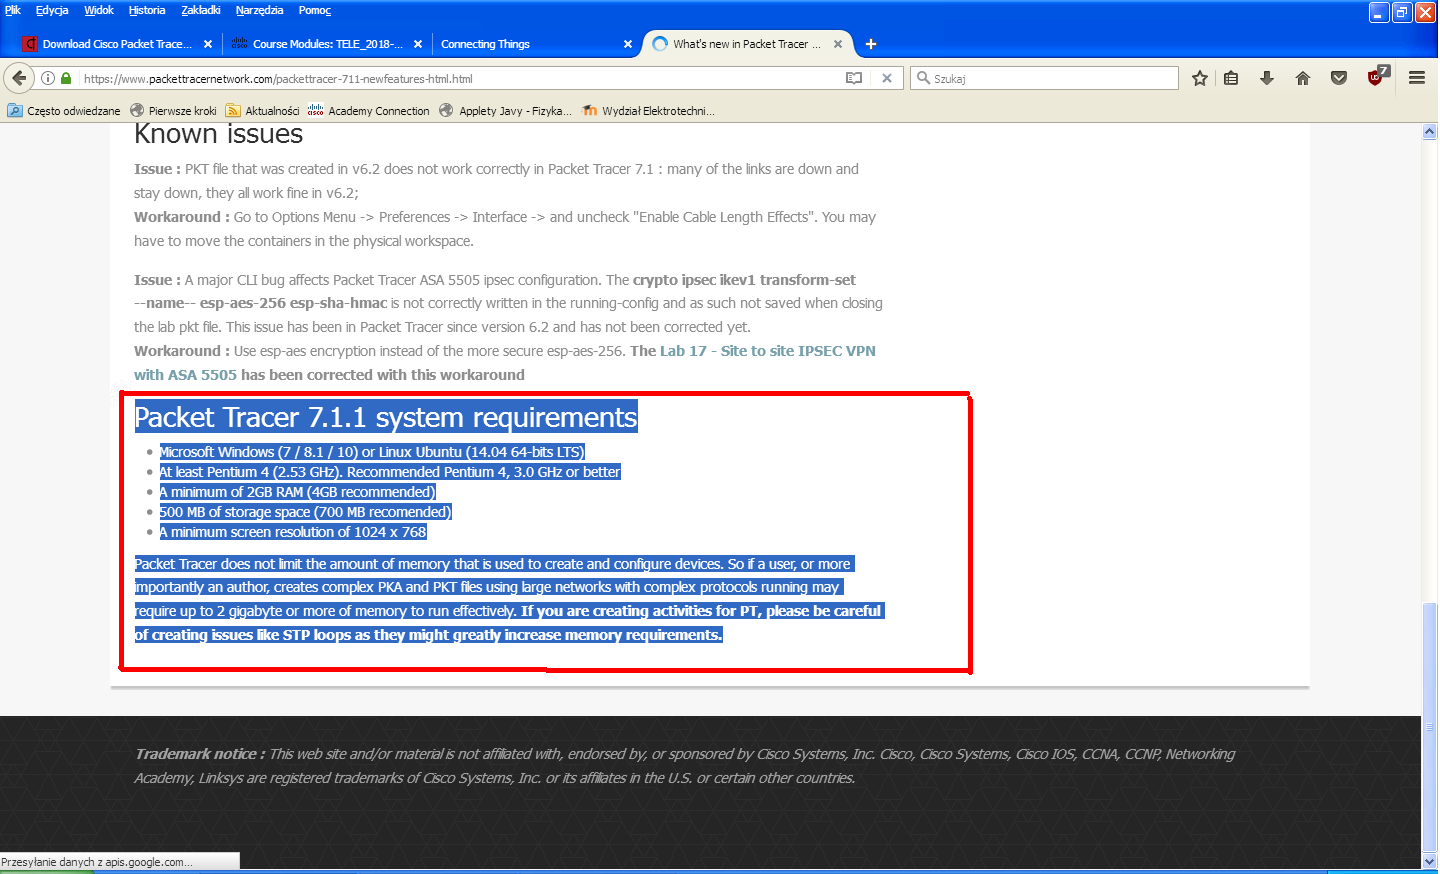 Plik Edycja Widok Historia Zakładki Narzędzia Pomoc
Download Cisco Packet Trace... Course Modules: TELE_2018-... Connecting Things What's new in Packet Tracer ...
https://www.packettracernetwork.com/packettracer-711-newfeatures-html.html Szukaj 7
Często odwiedzane Pierwsze kroki Aktualności Academy Connection Applety Javy - Fizyka... Wydział Elektrotechni...
Known issues
Issue : PKT file that was created in v6.2 does not work correctly in Packet Tracer 7.1 : many of the links are down and
stay down, they all work fine in v6.2;
Workaround : Go to Options Menu -> Preferences -> Interface -> and uncheck "Enable Cable Length Effects". You may
have to move the containers in the physical workspace.
Issue : A major CLI bug affects Packet Tracer ASA 5505 ipsec configuration. The crypto ipsec ikev1 transform-set
--name-- esp-aes-256 esp-sha-hmac is not correctly written in the running-config and as such not saved when closing
the lab pkt file. This issue has been in Packet Tracer since version 6.2 and has not been corrected yet.
Workaround : Use esp-aes encryption instead of the more secure esp-aes-256. The Lab 17 - Site to site IPSEC VPN
with ASA 5505 has been corrected with this workaround
Packet Tracer 7.1.1 system requirements
• Microsoft Windows (7 / 8.1 / 10) or Linux Ubuntu (14.04 64-bits LTS)
• At least Pentium 4 (2.53 GHz). Recommended Pentium 4, 3.0 GHz or better
• A minimum of 2GB RAM (4GB recommended)
• 500 MB of storage space (700 MB recomended)
• A minimum screen resolution of 1024 x 768
Packet Tracer does not limit the amount of memory that is used to create and configure devices. So if a user, or more
importantly an author, creates complex PKA and PKT files using large networks with complex protocols running may
require up to 2 gigabyte or more of memory to run effectively. If you are creating activities for PT, please be careful
of creating issues like STP loops as they might greatly increase memory requirements.
Trademark notice : This web site and/or material is not affiliated with, endorsed by, or sponsored by Cisco Systems, Inc. Cisco, Cisco Systems, Cisco IOS, CCNA, CCNP, Networking
Academy, Linksys are registered trademarks of Cisco Systems, Inc. or its affiliates in the U.S. or certain other countries.
Przesyłanie danych z apis.google.com...